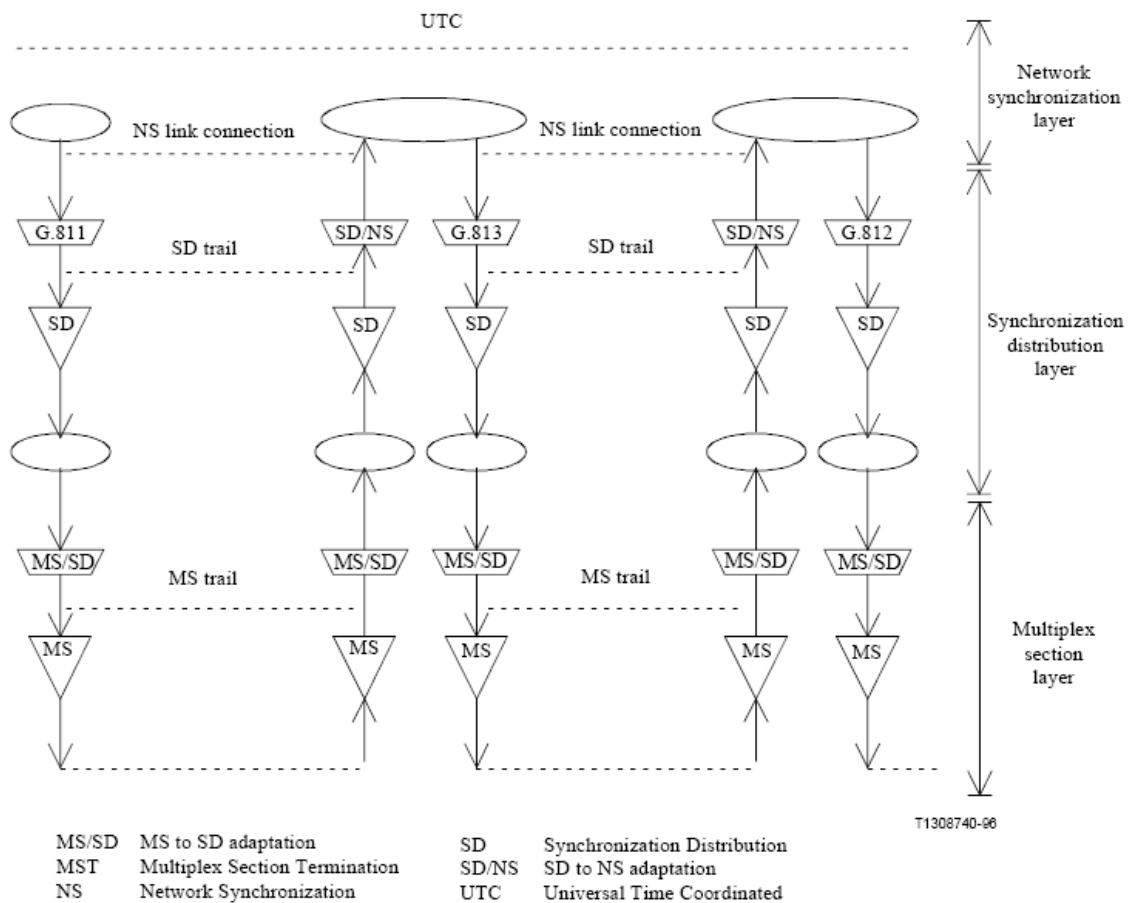 UTC
Network
synchronization
layer
NS link connection
NS link connection
G.811
SD/NS
G.813
SD/NS
G.812
SD trail
SD trail
SD
SD
SD
SD
SD
Synchronization
distribution
layer
MS/SD
MS/SD
MS/SD
MS/SD
MS/SD
MS trail
MS trail
MS
MS
MS
MS
MS
Multiplex
section
layer
T1308740-96
MS/SD MS to SD adaptation
MST Multiplex Section Termination
NS Network Synchronization
SD Synchronization Distribution
SD/NS SD to NS adaptation
UTC Universal Time Coordinated